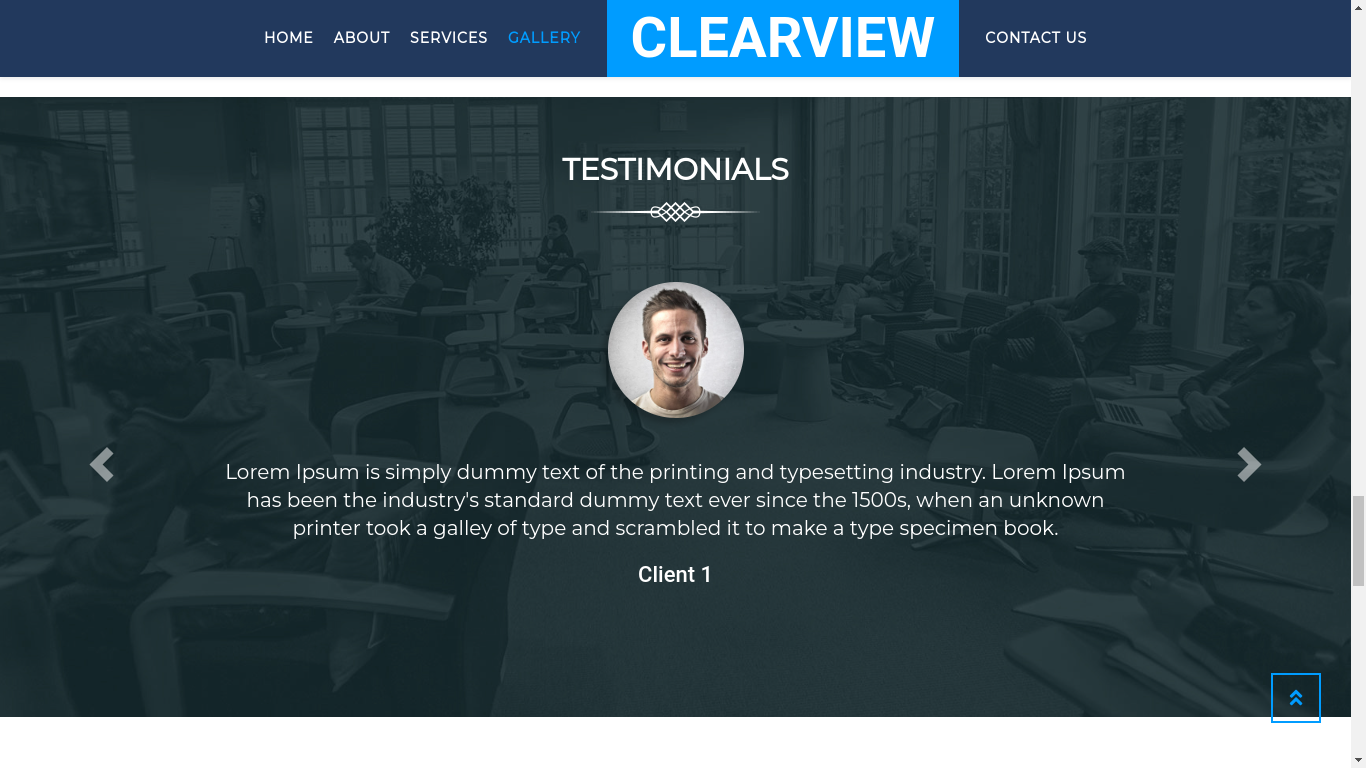 HOME ABOUT SERVICES GALLERY CLEARVIEW CONTACT US
TESTIMONIALS
Lorem Ipsum is simply dummy text of the printing and typesetting industry. Lorem Ipsum
has been the industry's standard dummy text ever since the 1500s, when an unknown
printer took a galley of type and scrambled it to make a type specimen book.
Client 1